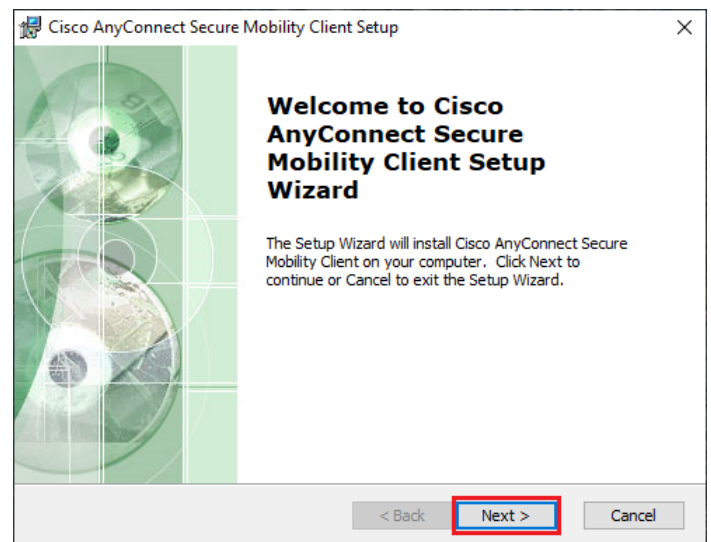 Cisco AnyConnect Secure Mobility Client Setup
Welcome to Cisco
AnyConnect Secure
Mobility Client Setup
Wizard
The Setup Wizard will install Cisco AnyConnect Secure
Mobility Client on your computer.  Click Next to
continue or Cancel to exit the Setup Wizard.
< Back
Next >
Cancel